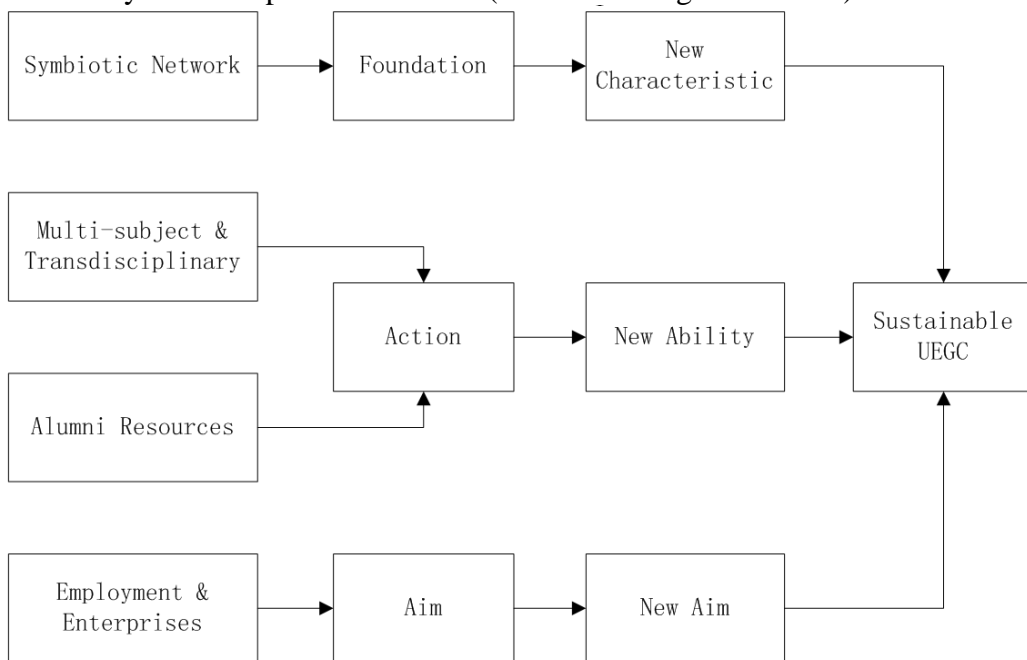 Symbiotic Network
Foundation
New
Characteristic
Multi-subject &
Transdisciplinary
Action
New Ability
Sustainable
UEGC
Alumni Resources
Employment &
Enterprises
Aim
New Aim